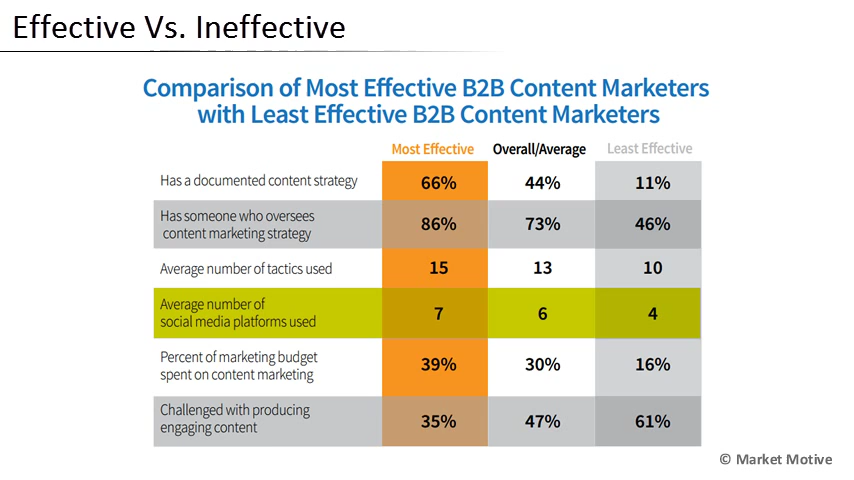 Effective Vs. Ineffective
Comparison of Most Effective B2B Content Marketers
with Least Effective B2B Content Marketers
Most Effective Overall/Average Least Effective
Has a documented content strategy 66% 44% 11%
Has someone who oversees
content marketing strategy 86% 73% 46%
Average number of tactics used 15 13 10
Average number of
social media platforms used 7 6 4
Percent of marketing budget
spent on content marketing 39% 30% 16%
Challenged with producing
engaging content 35% 47% 61%
© Market Motive